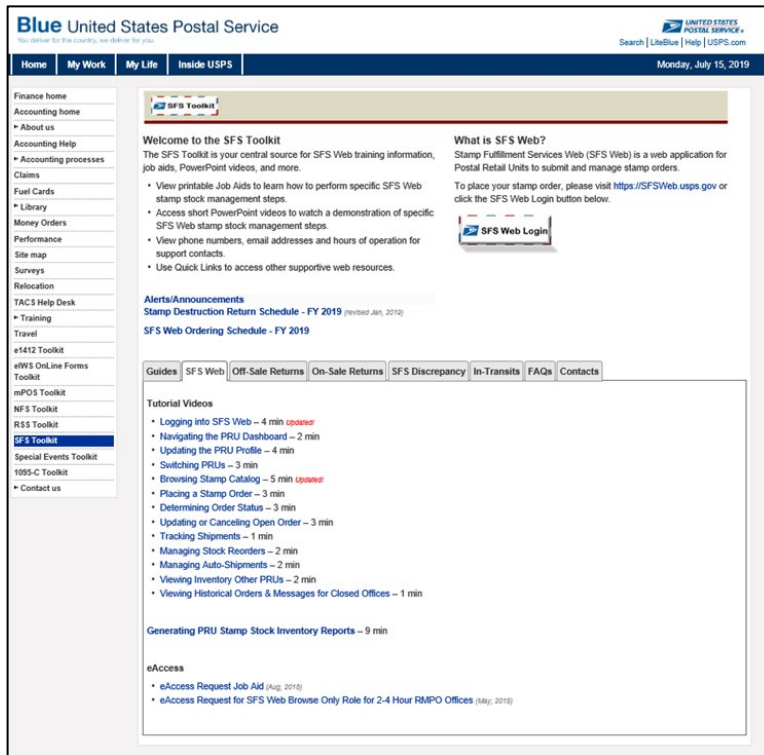 Blue United States Postal Service
You deliver for the country, we deliver for you.
UNITED STATES
POSTAL SERVICE
Search | LiteBlue | Help | USPS.com
Home My Work My Life Inside USPS Monday, July 15, 2019
Finance home
Accounting home
About us
Accounting Help
Accounting processes
Claims
Fuel Cards
Library
Money Orders
Performance
Site map
Surveys
Relocation
TACS Help Desk
Training
Travel
e1412 Toolkit
eIWS OnLine Forms
Toolkit
mPOS Toolkit
NFS Toolkit
RSS Toolkit
SFS Toolkit
Special Events Toolkit
1095-C Toolkit
Contact us
SFS Toolkit
Welcome to the SFS Toolkit
The SFS Toolkit is your central source for SFS Web training information,
job aids, PowerPoint videos, and more.
• View printable Job Aids to learn how to perform specific SFS Web
stamp stock management steps.
• Access short PowerPoint videos to watch a demonstration of specific
SFS Web stamp stock management steps.
• View phone numbers, email addresses and hours of operation for
support contacts.
• Use Quick Links to access other supportive web resources.
What is SFS Web?
Stamp Fulfillment Services Web (SFS Web) is a web application for
Postal Retail Units to submit and manage stamp orders.
To place your stamp order, please visit https://SFSWeb.usps.gov or
click the SFS Web Login button below.
SFS Web Login
Alerts/Announcements
Stamp Destruction Return Schedule - FY 2019 (revised Jan, 2019)
SFS Web Ordering Schedule - FY 2019
Guides SFS Web Off-Sale Returns On-Sale Returns SFS Discrepancy In-Transits FAQs Contacts
Tutorial Videos
• Logging into SFS Web – 4 min Updated!
• Navigating the PRU Dashboard – 2 min
• Updating the PRU Profile – 4 min
• Switching PRUs – 3 min
• Browsing Stamp Catalog – 5 min Updated!
• Placing a Stamp Order – 3 min
• Determining Order Status – 3 min
• Updating or Canceling Open Order – 3 min
• Tracking Shipments – 1 min
• Managing Stock Reorders – 2 min
• Managing Auto-Shipments – 2 min
• Viewing Inventory Other PRUs – 2 min
• Viewing Historical Orders & Messages for Closed Offices – 1 min
Generating PRU Stamp Stock Inventory Reports – 9 min
eAccess
• eAccess Request Job Aid (Aug, 2015)
• eAccess Request for SFS Web Browse Only Role for 2-4 Hour RMPO Offices (May, 2015)